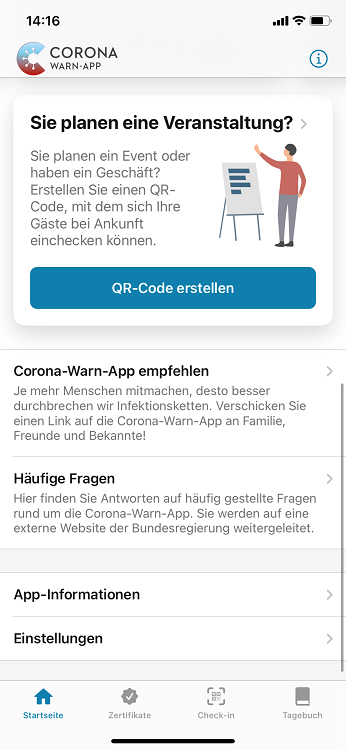 14:16
CORONA
WARN-APP
Sie planen eine Veranstaltung?
Sie planen ein Event oder
haben ein Geschäft?
Erstellen Sie einen QR-
Code, mit dem sich Ihre
Gäste bei Ankunft
einchecken können.
QR-Code erstellen
Corona-Warn-App empfehlen
Je mehr Menschen mitmachen, desto besser
durchbrechen wir Infektionsketten. Verschicken Sie
einen Link auf die Corona-Warn-App an Familie,
Freunde und Bekannte!
Häufige Fragen
Hier finden Sie Antworten auf häufig gestellte Fragen
rund um die Corona-Warn-App. Sie werden auf eine
externe Website der Bundesregierung weitergeleitet.
App-Informationen
Einstellungen
Startseite Zertifikate Check-in Tagebuch